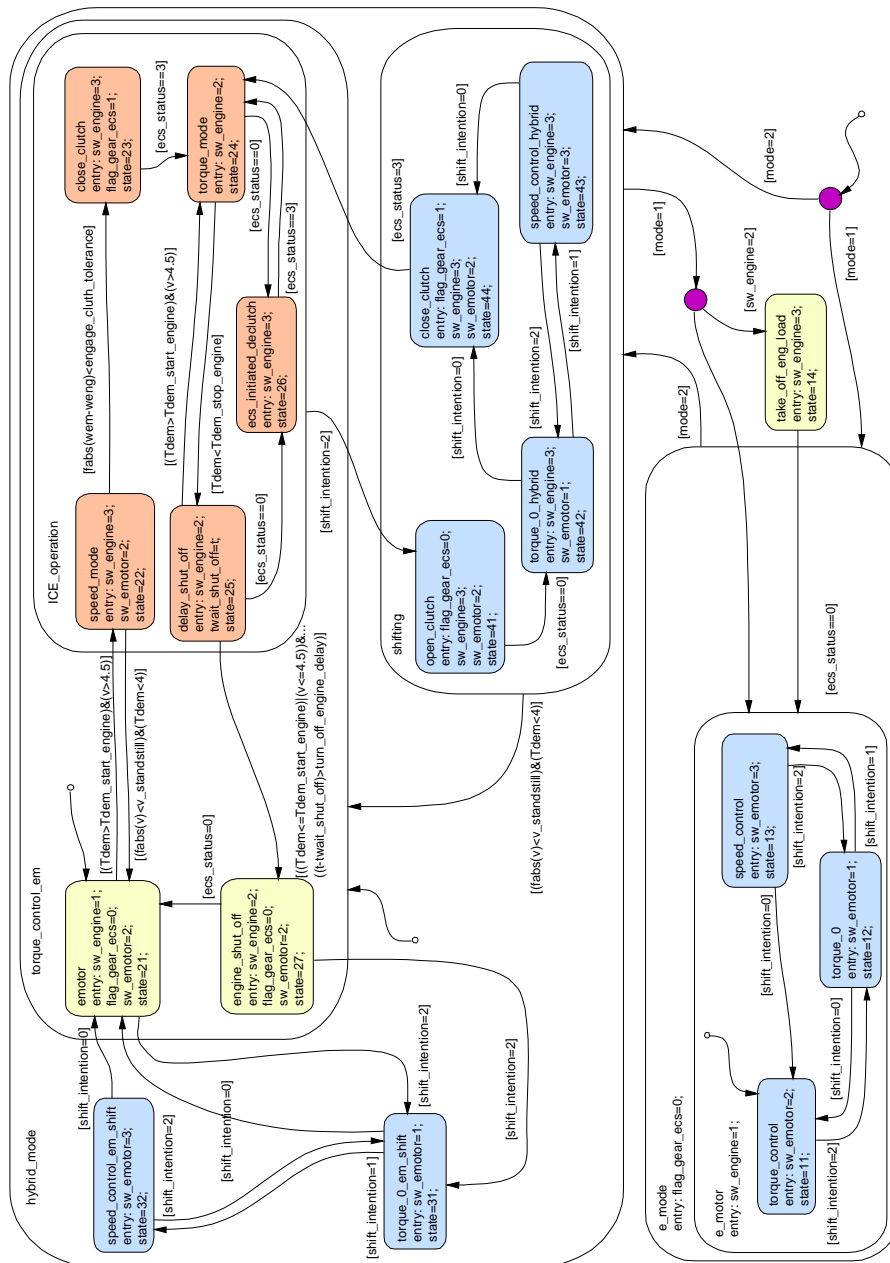 hybrid_mode
torque_control_em
ICE_operation
speed_control_em_shift
entry: sw_emotor=3;
state=32;
[shift_intention=0]
[shift_intention=2]
[shift_intention=0]
[shift_intention=1]
torque_0_em_shift
entry: sw_emotor=1;
state=31;
[shift_intention=2]
[shift_intention=2]
emotor
entry: sw_engine=1;
flag_gear_ecs=0;
sw_emotor=2;
state=21;
[ecs_status=0]
engine_shut_off
entry: sw_engine=2;
flag_gear_ecs=0;
sw_emotor=2;
state=27;
[(Tdem>Tdem_start_engine)&(v>4.5)]
[(fabs(v)<v_standstill)&(Tdem<4)]
[((Tdem<=Tdem_start_engine)|(v<=4.5))&...
((t-twait_shut_off)>turn_off_engine_delay)]
speed_mode
entry: sw_engine=3;
sw_emotor=2;
state=22;
delay_shut_off
entry: sw_engine=2;
twait_shut_off=t;
state=25;
[fabs(wem-weng)<engage_cluth_tolerance]
[(Tdem>Tdem_start_engine)&(v>4.5)]
[Tdem<Tdem_stop_engine]
[ecs_status==0]
close_clutch
entry: sw_engine=3;
flag_gear_ecs=1;
state=23;
[ecs_status==3]
torque_mode
entry: sw_engine=2;
state=24;
[ecs_status==0]
[ecs_status==3]
ecs_initiated_declutch
entry: sw_engine=3;
state=26;
[shift_intention=2]
[(fabs(v)<v_standstill)&(Tdem<4)]
shifting
open_clutch
entry: flag_gear_ecs=0;
sw_engine=3;
sw_emotor=2;
state=41;
[ecs_status==0]
torque_0_hybrid
entry: sw_engine=3;
sw_emotor=1;
state=42;
[shift_intention=0]
[shift_intention=2]
[shift_intention=1]
close_clutch
entry: flag_gear_ecs=1;
sw_engine=3;
sw_emotor=2;
state=44;
[ecs_status=3]
[shift_intention=0]
speed_control_hybrid
entry: sw_engine=3;
sw_emotor=3;
state=43;
[mode=2]
[mode=1]
[mode=1]
[sw_engine=2]
[mode=2]
take_off_eng_load
entry: sw_engine=3;
state=14;
[ecs_status==0]
e_mode
entry: flag_gear_ecs=0;
e_motor
entry: sw_engine=1;
torque_control
entry: sw_emotor=2;
state=11;
[shift_intention=2]
[shift_intention=0]
[shift_intention=0]
speed_control
entry: sw_emotor=3;
state=13;
[shift_intention=2]
[shift_intention=1]
torque_0
entry: sw_emotor=1;
state=12;